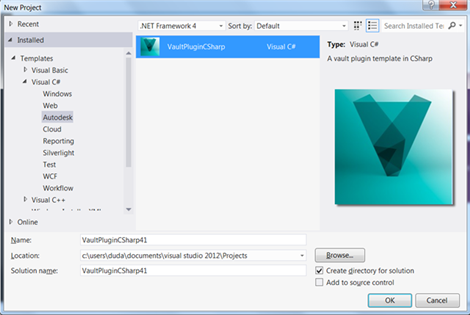 New Project
Recent
.NET Framework 4 Sort by: Default
Search Installed Te
Installed
Templates
Visual Basic
Visual C#
Windows
Web
Autodesk
Cloud
Reporting
Silverlight
Test
WCF
Workflow
Visual C++
Online
VaultPluginCSharp Visual C#
Type: Visual C#
A vault plugin template in CSharp
Name: VaultPluginCSharp41
Location: c:\users\duda\documents\visual studio 2012\Projects
Browse...
Solution name: VaultPluginCSharp41
Create directory for solution
Add to source control
OK Cancel